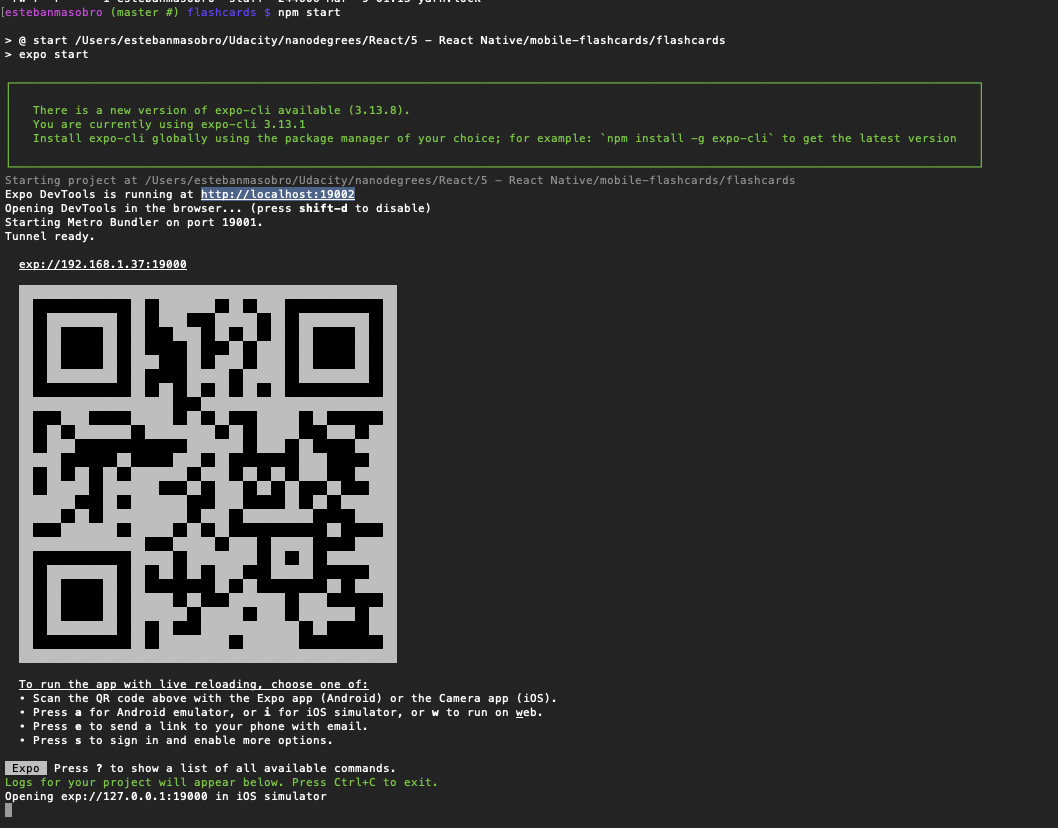 [estebanmasobro (master #) flashcards $ npm start
> @ start /Users/estebanmasobro/Udacity/nanodegrees/React/5 - React Native/mobile-flashcards/flashcards
> expo start
There is a new version of expo-cli available (3.13.8).
You are currently using expo-cli 3.13.1
Install expo-cli globally using the package manager of your choice; for example: `npm install -g expo-cli` to get the latest version
Starting project at /Users/estebanmasobro/Udacity/nanodegrees/React/5 - React Native/mobile-flashcards/flashcards
Expo DevTools is running at http://localhost:19002
Opening DevTools in the browser... (press shift-d to disable)
Starting Metro Bundler on port 19001.
Tunnel ready.
exp://192.168.1.37:19000
To run the app with live reloading, choose one of:
• Scan the QR code above with the Expo app (Android) or the Camera app (iOS).
• Press a for Android emulator, or i for iOS simulator, or w to run on web.
• Press e to send a link to your phone with email.
• Press s to sign in and enable more options.
Expo Press ? to show a list of all available commands.
Logs for your project will appear below. Press Ctrl+C to exit.
Opening exp://127.0.0.1:19000 in iOS simulator